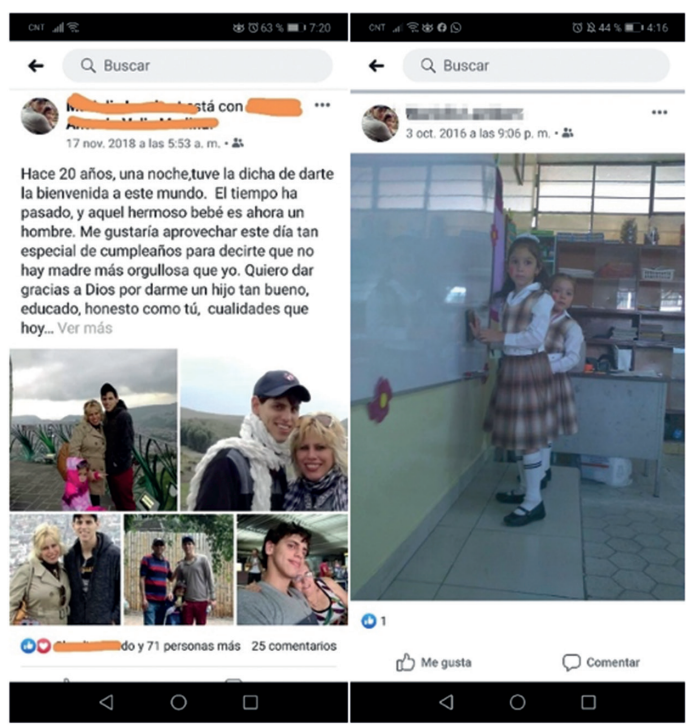 CNT 63 % 7:20
Buscar
está con
17 nov. 2018 a las 5:53 a. m. •
Hace 20 años, una noche,tuve la dicha de darte
la bienvenida a este mundo. El tiempo ha
pasado, y aquel hermoso bebé es ahora un
hombre. Me gustaría aprovechar este día tan
especial de cumpleaños para decirte que no
hay madre más orgullosa que yo. Quiero dar
gracias a Dios por darme un hijo tan bueno,
educado, honesto como tú, cualidades que
hoy... Ver más
do y 71 personas más 25 comentarios
CNT 44 % 4:16
Buscar
3 oct. 2016 a las 9:06 p. m. •
1
Me gusta Comentar